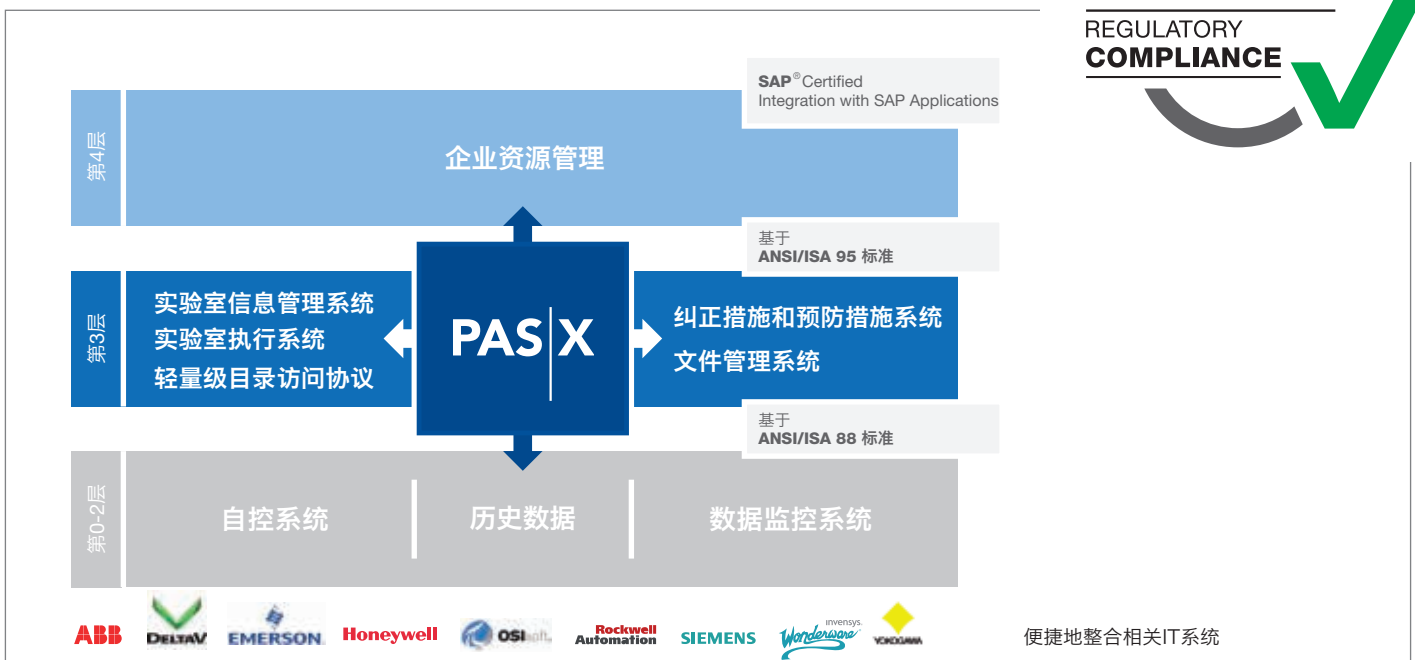 REGULATORY
COMPLIANCE
SAP® Certified
Integration with SAP Applications
第4层
企业资源管理
基于
ANSI/ISA 95 标准
第3层
实验室信息管理系统
实验室执行系统
轻量级目录访问协议
PAS|X
纠正措施和预防措施系统
文件管理系统
基于
ANSI/ISA 88 标准
第0-2层
自控系统
历史数据
数据监控系统
ABB
DELTAV
EMERSON
Honeywell
OSIsoft.
Rockwell
Automation
SIEMENS
invensys
Wonderware
YOKOGAWA
便捷地整合相关IT系统